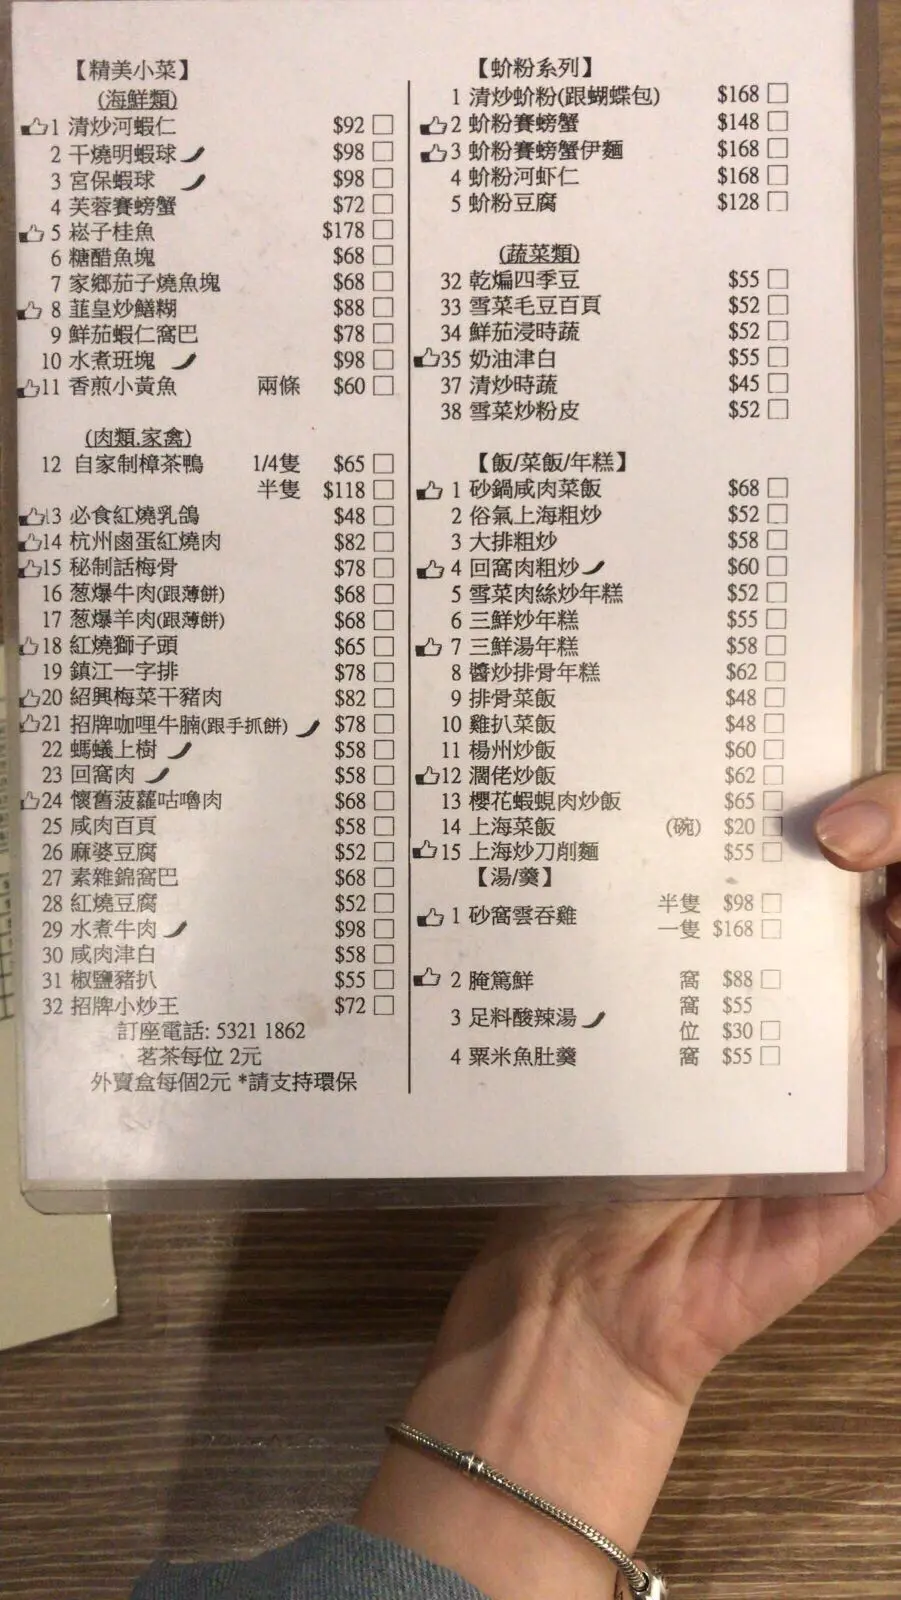 【精美小菜】
(海鮮類)
1 清炒河蝦仁 $92
2 干燒明蝦球 $98
3 宮保蝦球 $98
4 芙蓉賽螃蟹 $72
5 崧子桂魚 $178
6 糖醋魚塊 $68
7 家鄉茄子燒魚塊 $68
8 韮皇炒鱔糊 $88
9 鮮茄蝦仁窩巴 $78
10 水煮班塊 $98
11 香煎小黃魚 兩條 $60
(肉類.家禽)
12 自家制樟茶鴨 1/4隻 $65
半隻 $118
13 必食紅燒乳鴿 $48
14 杭州鹵蛋紅燒肉 $82
15 秘制話梅骨 $78
16 葱爆牛肉(跟薄餅) $68
17 葱爆羊肉(跟薄餅) $68
18 紅燒獅子頭 $65
19 鎮江一字排 $78
20 紹興梅菜干豬肉 $82
21 招牌咖哩牛腩(跟手抓餅) $78
22 螞蟻上樹 $58
23 回窩肉 $58
24 懷舊菠蘿咕嚕肉 $68
25 咸肉百頁 $58
26 麻婆豆腐 $52
27 素雜錦窩巴 $68
28 紅燒豆腐 $52
29 水煮牛肉 $98
30 咸肉津白 $58
31 椒鹽豬扒 $55
32 招牌小炒王 $72
訂座電話: 5321 1862
茗茶每位 2元
外賣盒每個2元 *請支持環保
【蚧粉系列】
1 清炒蚧粉(跟蝴蝶包) $168
2 蚧粉賽螃蟹 $148
3 蚧粉賽螃蟹伊麵 $168
4 蚧粉河虾仁 $168
5 蚧粉豆腐 $128
(蔬菜類)
32 乾煸四季豆 $55
33 雪菜毛豆百頁 $52
34 鮮茄浸時蔬 $52
35 奶油津白 $55
37 清炒時蔬 $45
38 雪菜炒粉皮 $52
【飯/菜飯/年糕】
1 砂鍋咸肉菜飯 $68
2 俗氣上海粗炒 $52
3 大排粗炒 $58
4 回窩肉粗炒 $60
5 雪菜肉絲炒年糕 $52
6 三鮮炒年糕 $55
7 三鮮湯年糕 $58
8 醬炒排骨年糕 $62
9 排骨菜飯 $48
10 雞扒菜飯 $48
11 楊州炒飯 $60
12 濶佬炒飯 $62
13 櫻花蝦蜆肉炒飯 $65
14 上海菜飯 (碗) $20
15 上海炒刀削麵 $55
【湯/羹】
1 砂窩雲吞雞 半隻 $98
一隻 $168
2 腌篤鮮 窩 $88
3 足料酸辣湯 窩 $55
位 $30
4 粟米魚肚羹 窩 $55